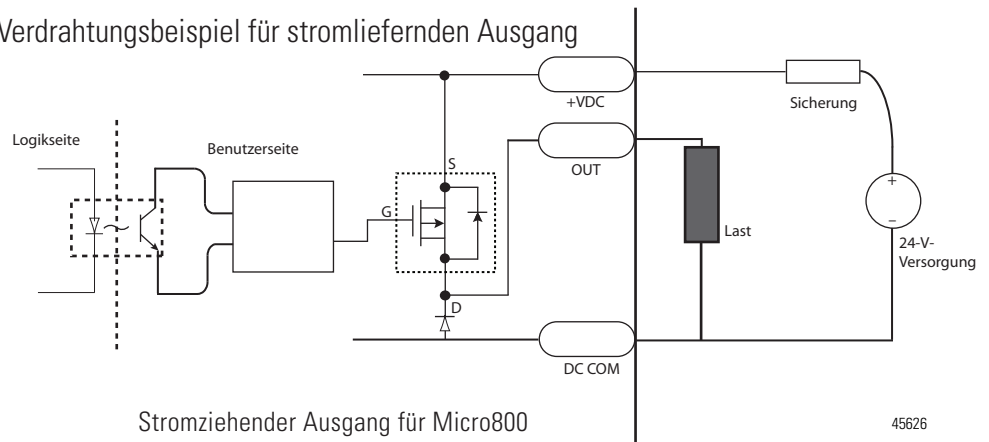 Verdrahtungsbeispiel für stromliefernden Ausgang
+VDC
Sicherung
Logikseite
Benutzerseite
OUT
S
G
+
Last
−
24-V-
Versorgung
D
DC COM
Stromziehender Ausgang für Micro800
45626